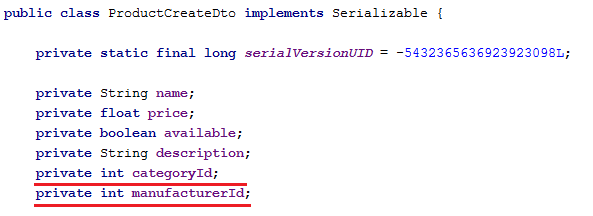 public class ProductCreateDto implements Serializable {
private static final long serialVersionUID = -5432365636923923098L;
private String name;
private float price;
private boolean available;
private String description;
private int categoryId;
private int manufacturerId;